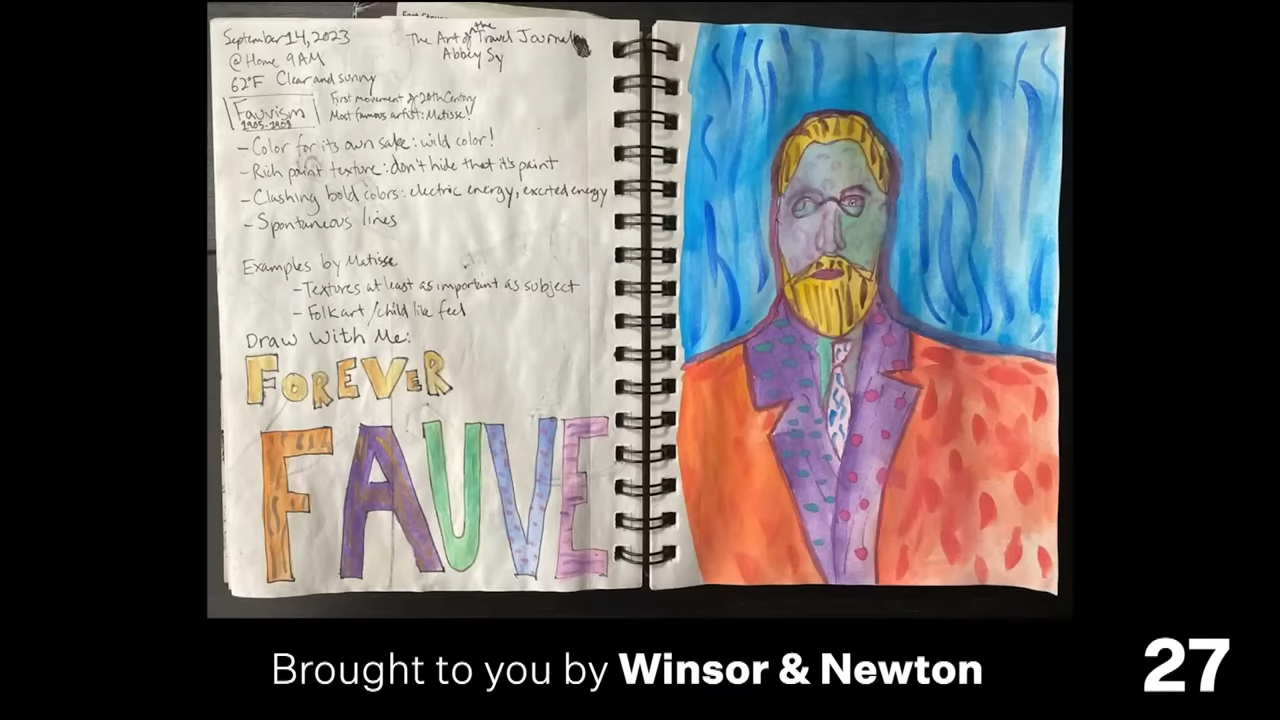 September 14, 2023
@ Home 9AM
62°F Clear and sunny
The Art of the Travel Journal
Abbey Sy
Fauvism
1905-1908
First movement of 20th Century
Most famous artist: Matisse!
- Color for its own sake: wild color!
- Rich paint texture: don't hide that it's paint
- Clashing bold colors: electric energy, excited energy
- Spontaneous lines
Examples by Matisse
- Textures at least as important as subject
- Folk art / child like feel
Draw With Me:
FOREVER
FAUVE
Brought to you by Winsor & Newton
27